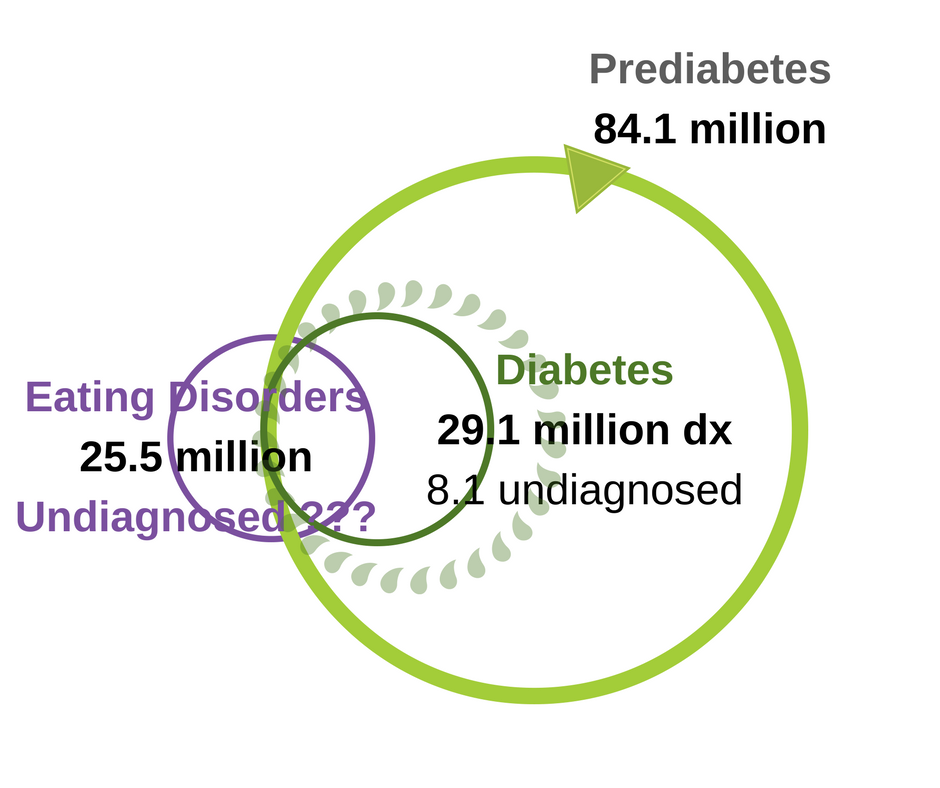 Prediabetes
84.1 million
Diabetes
29.1 million dx
8.1 undiagnosed
Eating Disorders
25.5 million
Undiagnosed ???